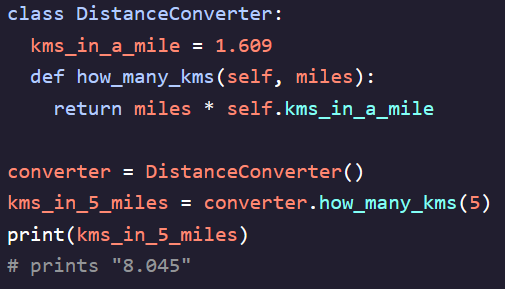 class DistanceConverter:
  kms_in_a_mile = 1.609
  def how_many_kms(self, miles):
    return miles * self.kms_in_a_mile

converter = DistanceConverter()
kms_in_5_miles = converter.how_many_kms(5)
print(kms_in_5_miles)
# prints "8.045"